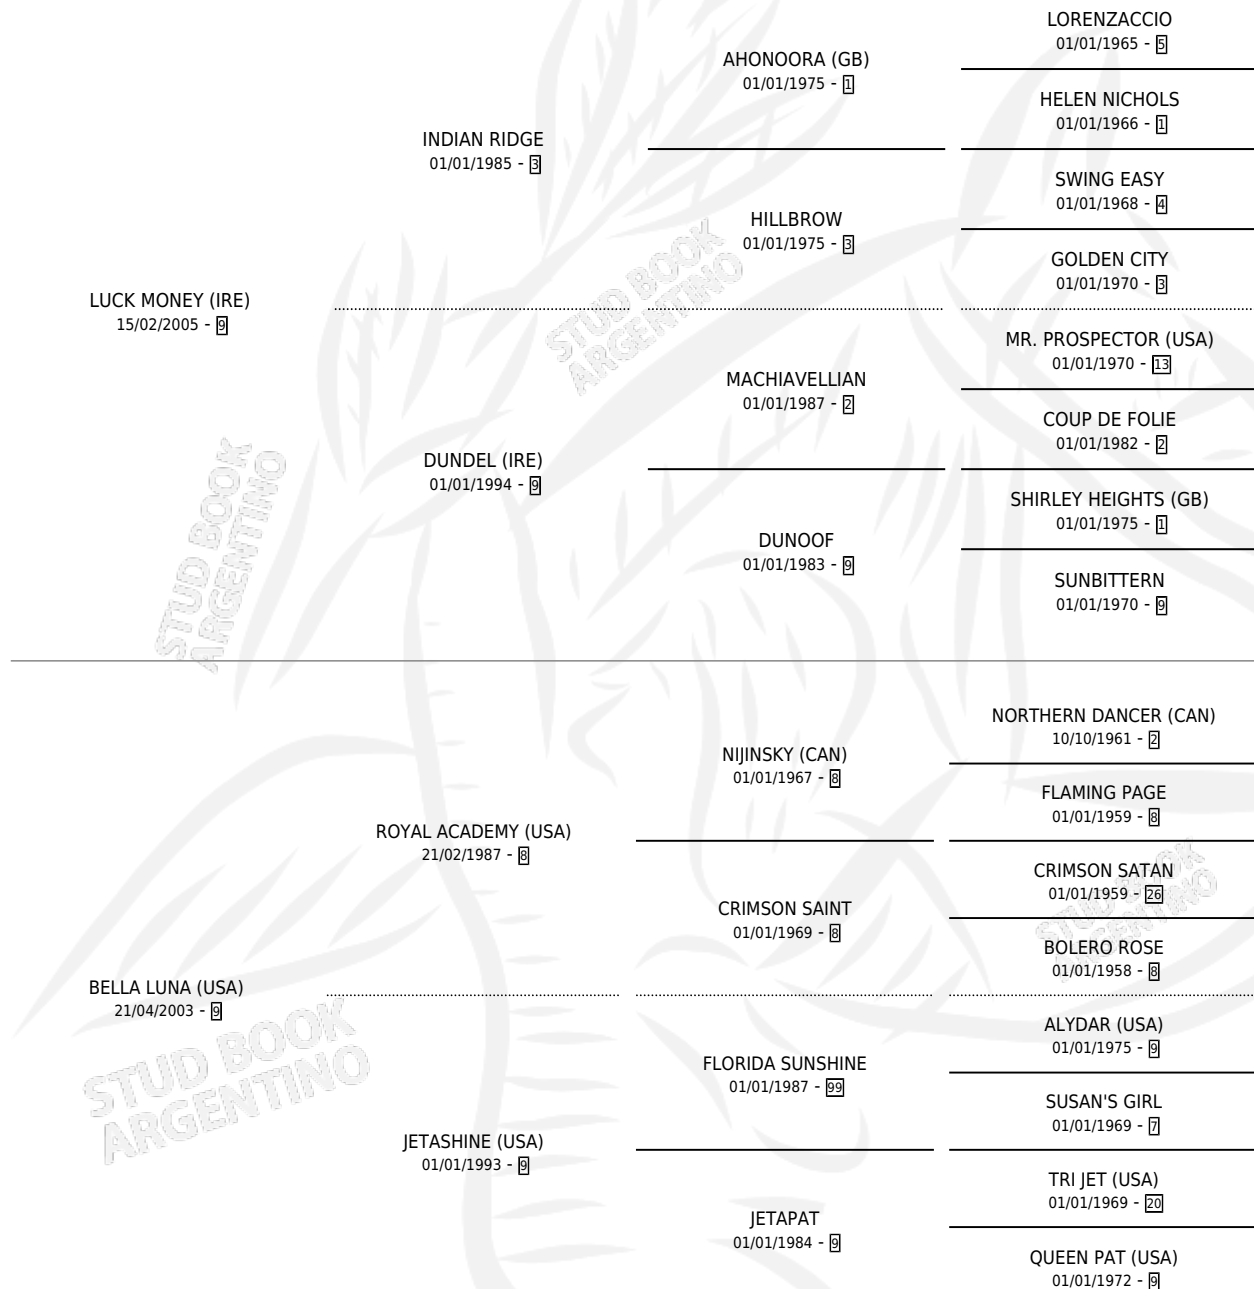 LUCK MONEY (IRE)
15/02/2005 - 9
INDIAN RIDGE
01/01/1985 - 3
DUNDEL (IRE)
01/01/1994 - 9
AHONOORA (GB)
01/01/1975 - 1
HILLBROW
01/01/1975 - 3
MACHIAVELLIAN
01/01/1987 - 2
DUNOOF
01/01/1983 - 9
LORENZACCIO
01/01/1965 - 5
HELEN NICHOLS
01/01/1966 - 1
SWING EASY
01/01/1968 - 4
GOLDEN CITY
01/01/1970 - 3
MR. PROSPECTOR (USA)
01/01/1970 - 13
COUP DE FOLIE
01/01/1982 - 2
SHIRLEY HEIGHTS (GB)
01/01/1975 - 1
SUNBITTERN
01/01/1970 - 9
BELLA LUNA (USA)
21/04/2003 - 9
ROYAL ACADEMY (USA)
21/02/1987 - 8
JETASHINE (USA)
01/01/1993 - 9
NIJINSKY (CAN)
01/01/1967 - 8
CRIMSON SAINT
01/01/1969 - 8
FLORIDA SUNSHINE
01/01/1987 - 99
JETAPAT
01/01/1984 - 9
NORTHERN DANCER (CAN)
10/10/1961 - 2
FLAMING PAGE
01/01/1959 - 8
CRIMSON SATAN
01/01/1959 - 26
BOLERO ROSE
01/01/1958 - 8
ALYDAR (USA)
01/01/1975 - 9
SUSAN'S GIRL
01/01/1969 - 7
TRI JET (USA)
01/01/1969 - 20
QUEEN PAT (USA)
01/01/1972 - 9
STUD BOOK
ARGENTINO
STUD BOOK
ARGENTINO
STUD BOOK
ARGENTINO
STUD BOOK
ARGENTINO